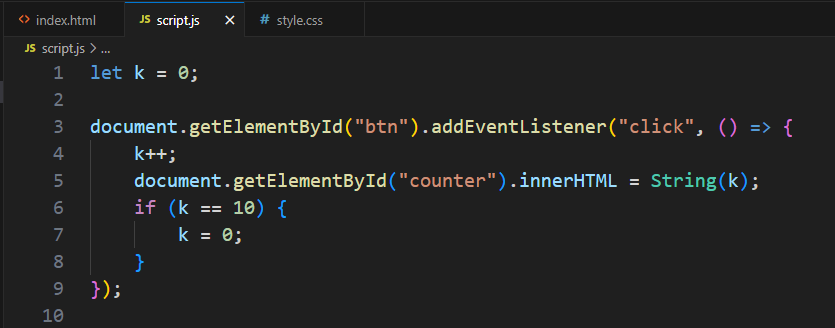 <> index.html JS script.js × # style.css
JS script.js > ...
1 let k = 0;
2
3 document.getElementById("btn").addEventListener("click", () => {
4     k++;
5     document.getElementById("counter").innerHTML = String(k);
6     if (k == 10) {
7         k = 0;
8     }
9 });
10